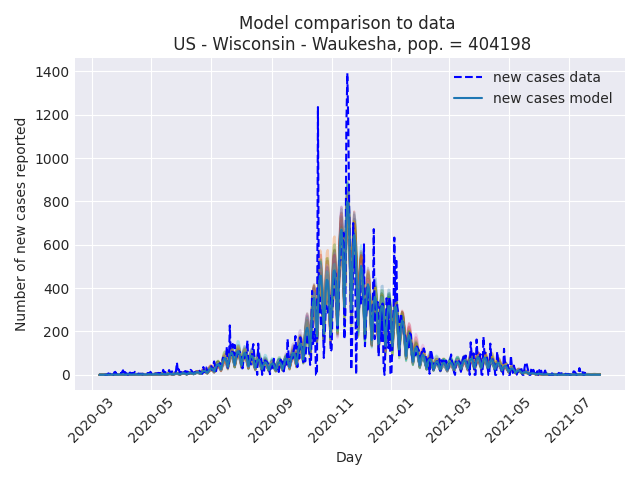 Model comparison to data
US - Wisconsin - Waukesha, pop. = 404198
new cases data
new cases model
Number of new cases reported
1400
1200
1000
800
600
400
200
0
2020-03
2020-05
2020-07
2020-09
2020-11
2021-01
2021-03
2021-05
2021-07
Day